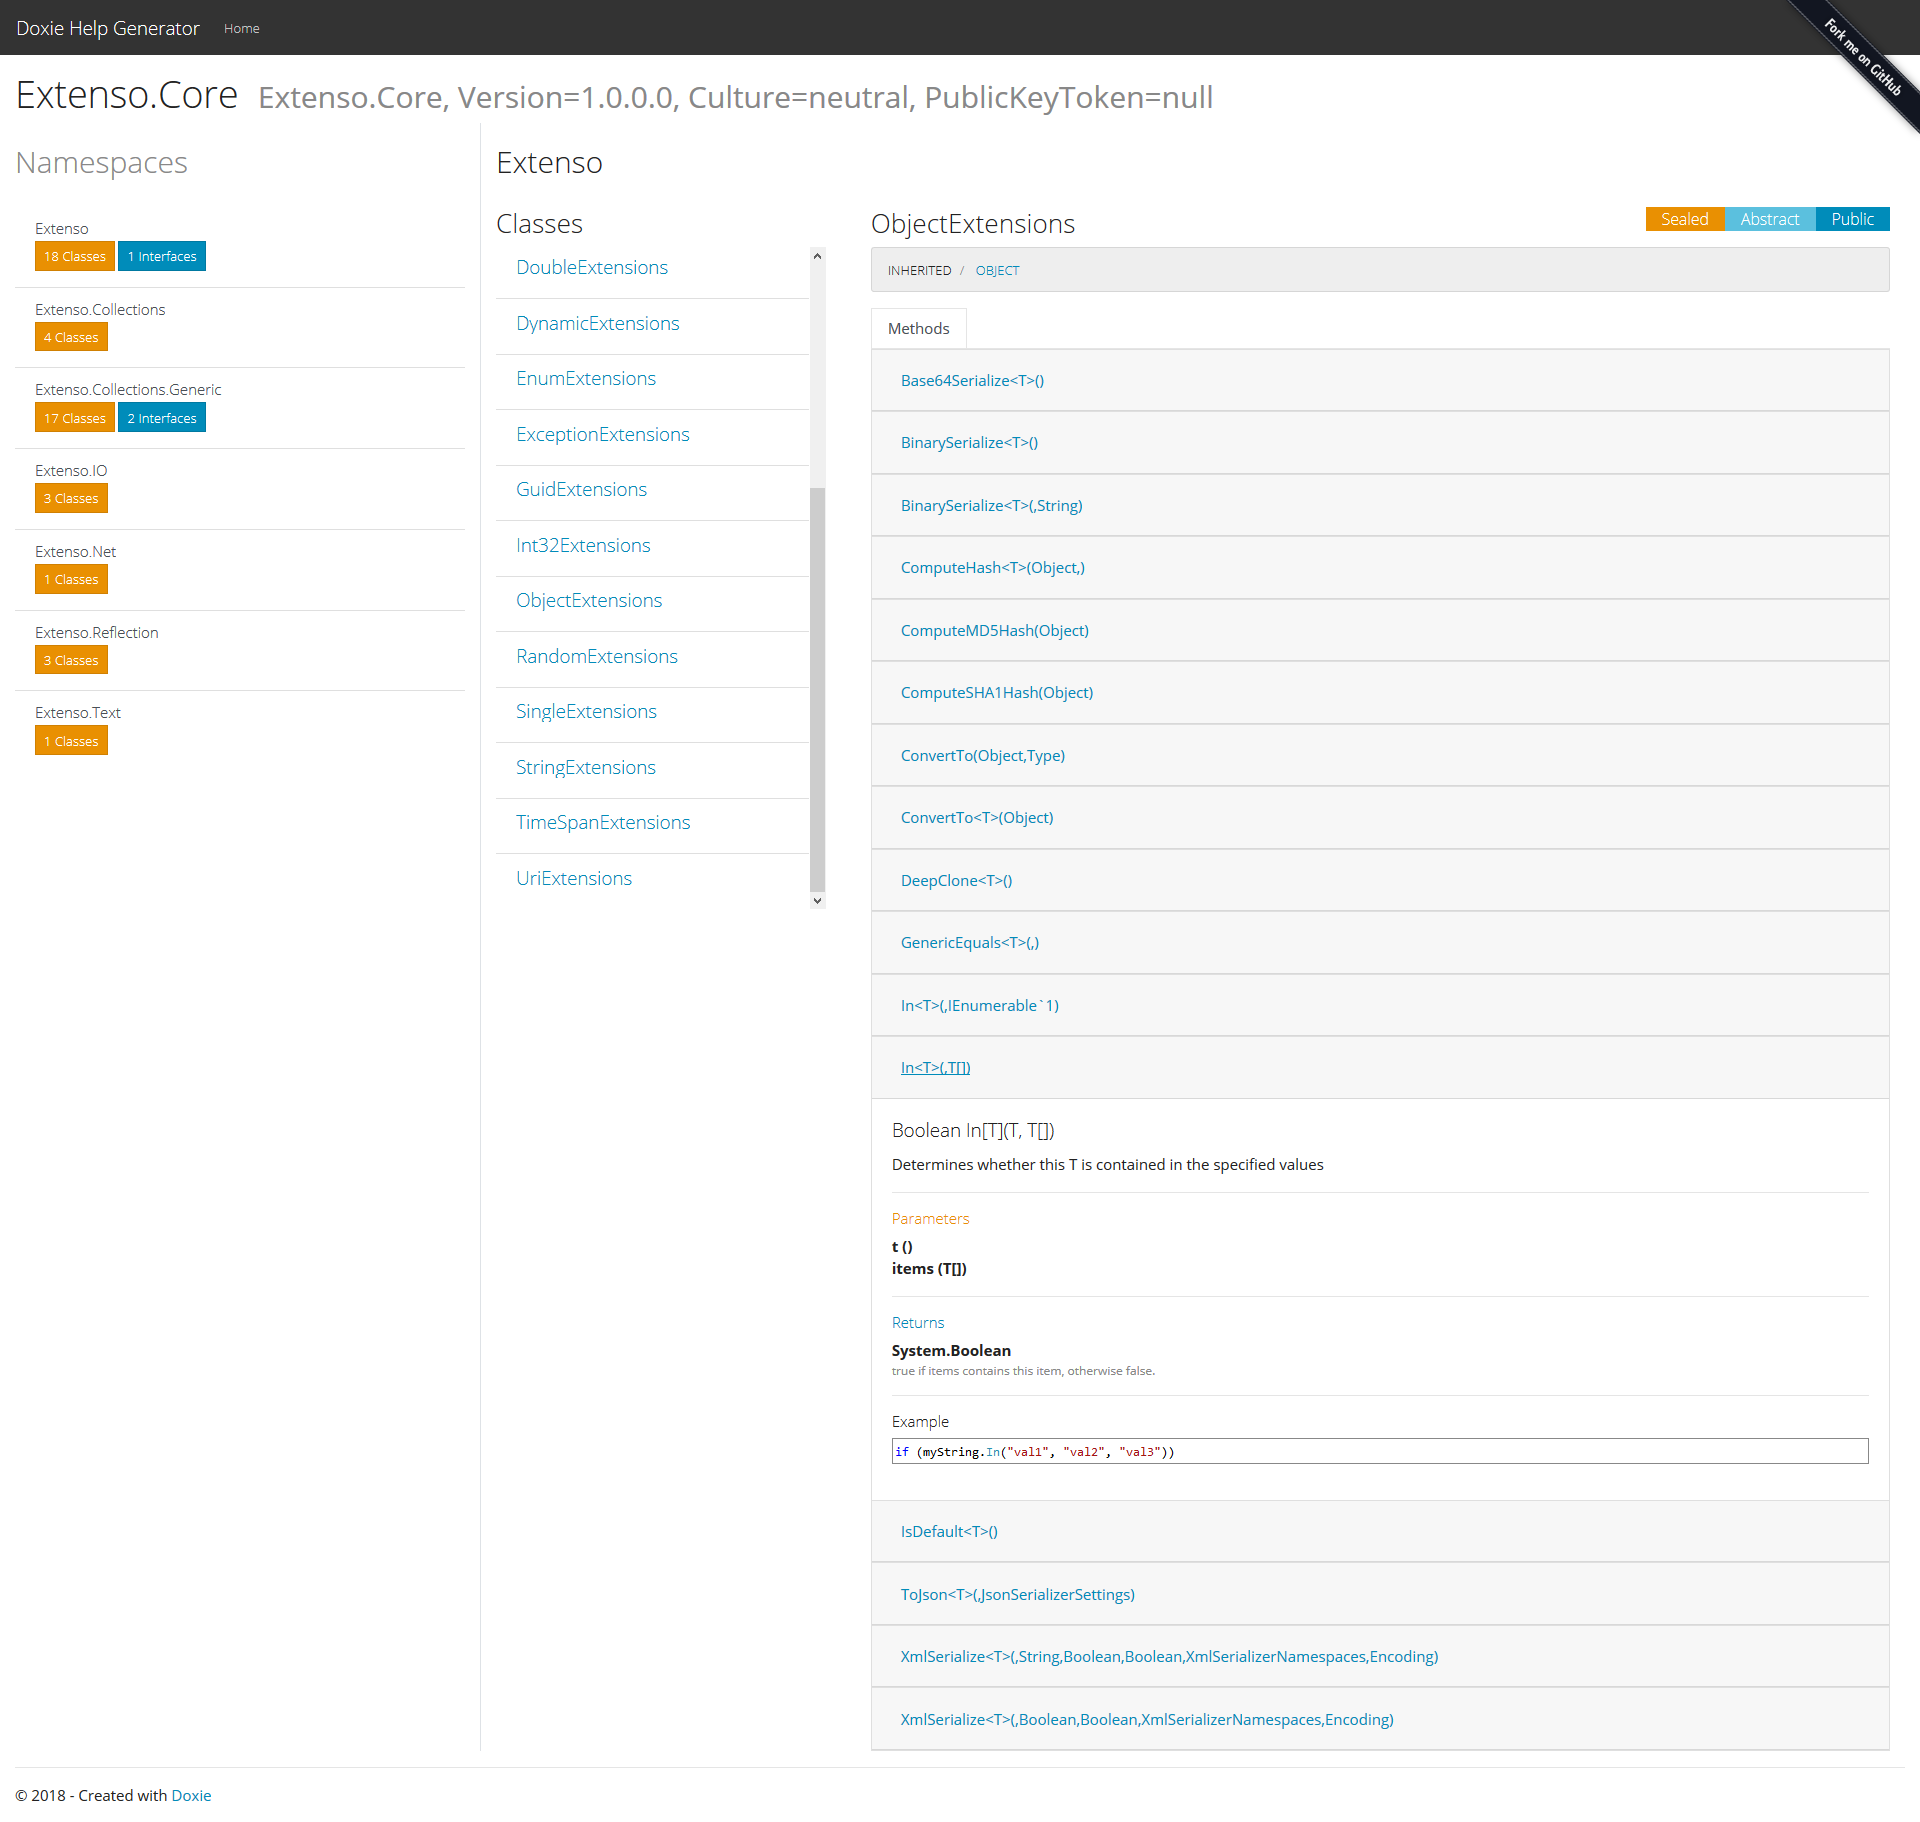 Doxie Help Generator Home
Fork me on GitHub
Extenso.Core Extenso.Core, Version=1.0.0.0, Culture=neutral, PublicKeyToken=null
Namespaces
Extenso
18 Classes 1 Interfaces
Extenso.Collections
4 Classes
Extenso.Collections.Generic
17 Classes 2 Interfaces
Extenso.IO
3 Classes
Extenso.Net
1 Classes
Extenso.Reflection
3 Classes
Extenso.Text
1 Classes
Extenso
Classes
DoubleExtensions
DynamicExtensions
EnumExtensions
ExceptionExtensions
GuidExtensions
Int32Extensions
ObjectExtensions
RandomExtensions
SingleExtensions
StringExtensions
TimeSpanExtensions
UriExtensions
ObjectExtensions
Sealed Abstract Public
INHERITED / OBJECT
Methods
Base64Serialize<T>()
BinarySerialize<T>()
BinarySerialize<T>(,String)
ComputeHash<T>(Object,)
ComputeMD5Hash(Object)
ComputeSHA1Hash(Object)
ConvertTo(Object,Type)
ConvertTo<T>(Object)
DeepClone<T>()
GenericEquals<T>(,)
In<T>(,IEnumerable`1)
In<T>(,T[])
Boolean In[T](T, T[])
Determines whether this T is contained in the specified values
Parameters
t ()
items (T[])
Returns
System.Boolean
true if items contains this item, otherwise false.
Example
if (myString.In("val1", "val2", "val3"))
IsDefault<T>()
ToJson<T>(,JsonSerializerSettings)
XmlSerialize<T>(,String,Boolean,Boolean,XmlSerializerNamespaces,Encoding)
XmlSerialize<T>(,Boolean,Boolean,XmlSerializerNamespaces,Encoding)
© 2018 - Created with Doxie